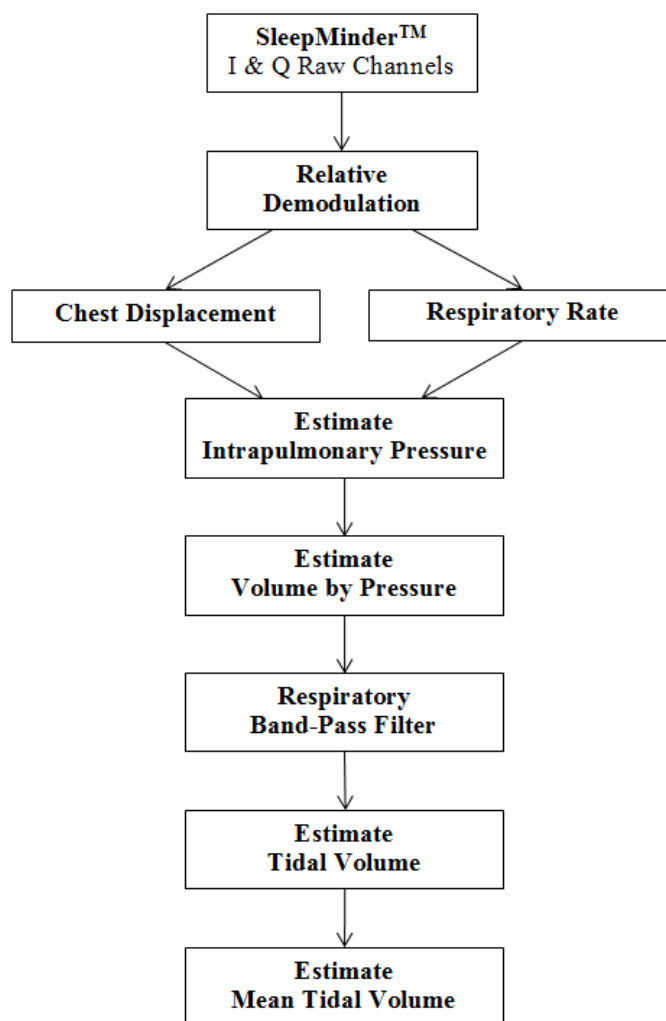 SleepMinder™
I & Q Raw Channels
Relative
Demodulation
Chest Displacement
Respiratory Rate
Estimate
Intrapulmonary Pressure
Estimate
Volume by Pressure
Respiratory
Band-Pass Filter
Estimate
Tidal Volume
Estimate
Mean Tidal Volume